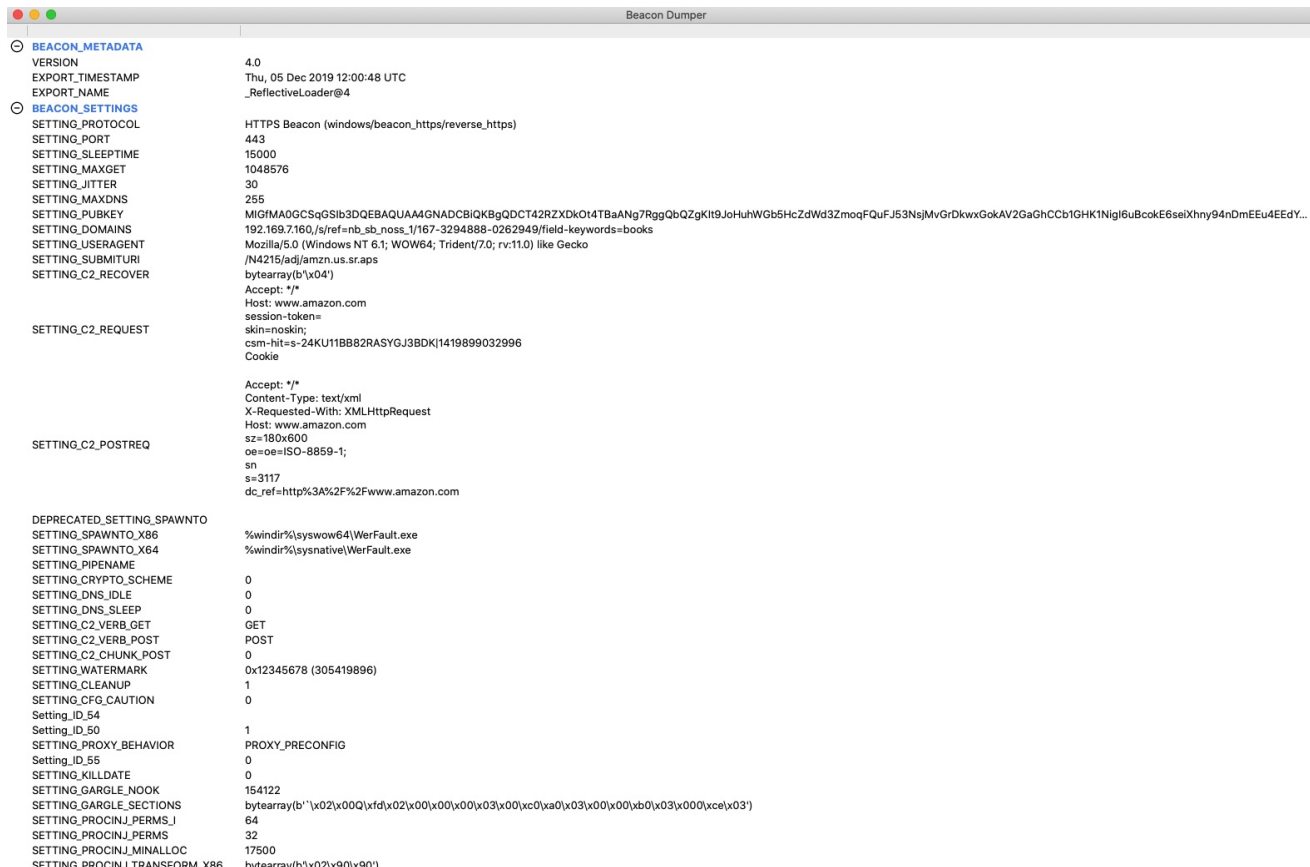 Beacon Dumper
BEACON_METADATA
VERSION 4.0
EXPORT_TIMESTAMP Thu, 05 Dec 2019 12:00:48 UTC
EXPORT_NAME _ReflectiveLoader@4
BEACON_SETTINGS
SETTING_PROTOCOL HTTPS Beacon (windows/beacon_https/reverse_https)
SETTING_PORT 443
SETTING_SLEEPTIME 15000
SETTING_MAXGET 1048576
SETTING_JITTER 30
SETTING_MAXDNS 255
SETTING_PUBKEY MIGfMA0GCSqGSIb3DQEBAQUAA4GNADCBiQKBgQDCT42RZXDkOt4TBaANg7RggQbQZgKIt9JoHuhWGb5HcZdWd3ZmoqFQuFJ53NsjMvGrDkwxGokAV2GaGhCCb1GHK1NigI6uBcokE6seiXhny94nDmEEu4EEdY...
SETTING_DOMAINS 192.169.7.160,/s/ref=nb_sb_noss_1/167-3294888-0262949/field-keywords=books
SETTING_USERAGENT Mozilla/5.0 (Windows NT 6.1; WOW64; Trident/7.0; rv:11.0) like Gecko
SETTING_SUBMITURI /N4215/adj/amzn.us.sr.aps
SETTING_C2_RECOVER bytearray(b'\x04')
Accept: */*
Host: www.amazon.com
session-token=
SETTING_C2_REQUEST skin=noskin;
csm-hit=s-24KU11BB82RASYGJ3BDK|1419899032996
Cookie
Accept: */*
Content-Type: text/xml
X-Requested-With: XMLHttpRequest
Host: www.amazon.com
SETTING_C2_POSTREQ sz=180x600
oe=oe=ISO-8859-1;
sn
s=3117
dc_ref=http%3A%2F%2Fwww.amazon.com
DEPRECATED_SETTING_SPAWNTO
SETTING_SPAWNTO_X86 %windir%\syswow64\WerFault.exe
SETTING_SPAWNTO_X64 %windir%\sysnative\WerFault.exe
SETTING_PIPENAME
SETTING_CRYPTO_SCHEME 0
SETTING_DNS_IDLE 0
SETTING_DNS_SLEEP 0
SETTING_C2_VERB_GET GET
SETTING_C2_VERB_POST POST
SETTING_C2_CHUNK_POST 0
SETTING_WATERMARK 0x12345678 (305419896)
SETTING_CLEANUP 1
SETTING_CFG_CAUTION 0
Setting_ID_54
Setting_ID_50 1
SETTING_PROXY_BEHAVIOR PROXY_PRECONFIG
Setting_ID_55 0
SETTING_KILLDATE 0
SETTING_GARGLE_NOOK 154122
SETTING_GARGLE_SECTIONS bytearray(b'`\x02\x00Q\xfd\x02\x00\x00\x00\x03\x00\xc0\xa0\x03\x00\x00\xb0\x03\x000\xce\x03')
SETTING_PROCINJ_PERMS_I 64
SETTING_PROCINJ_PERMS 32
SETTING_PROCINJ_MINALLOC 17500
SETTING_PROCINJ_TRANSFORM_X86 bytearray(b'\x02\x90\x90')